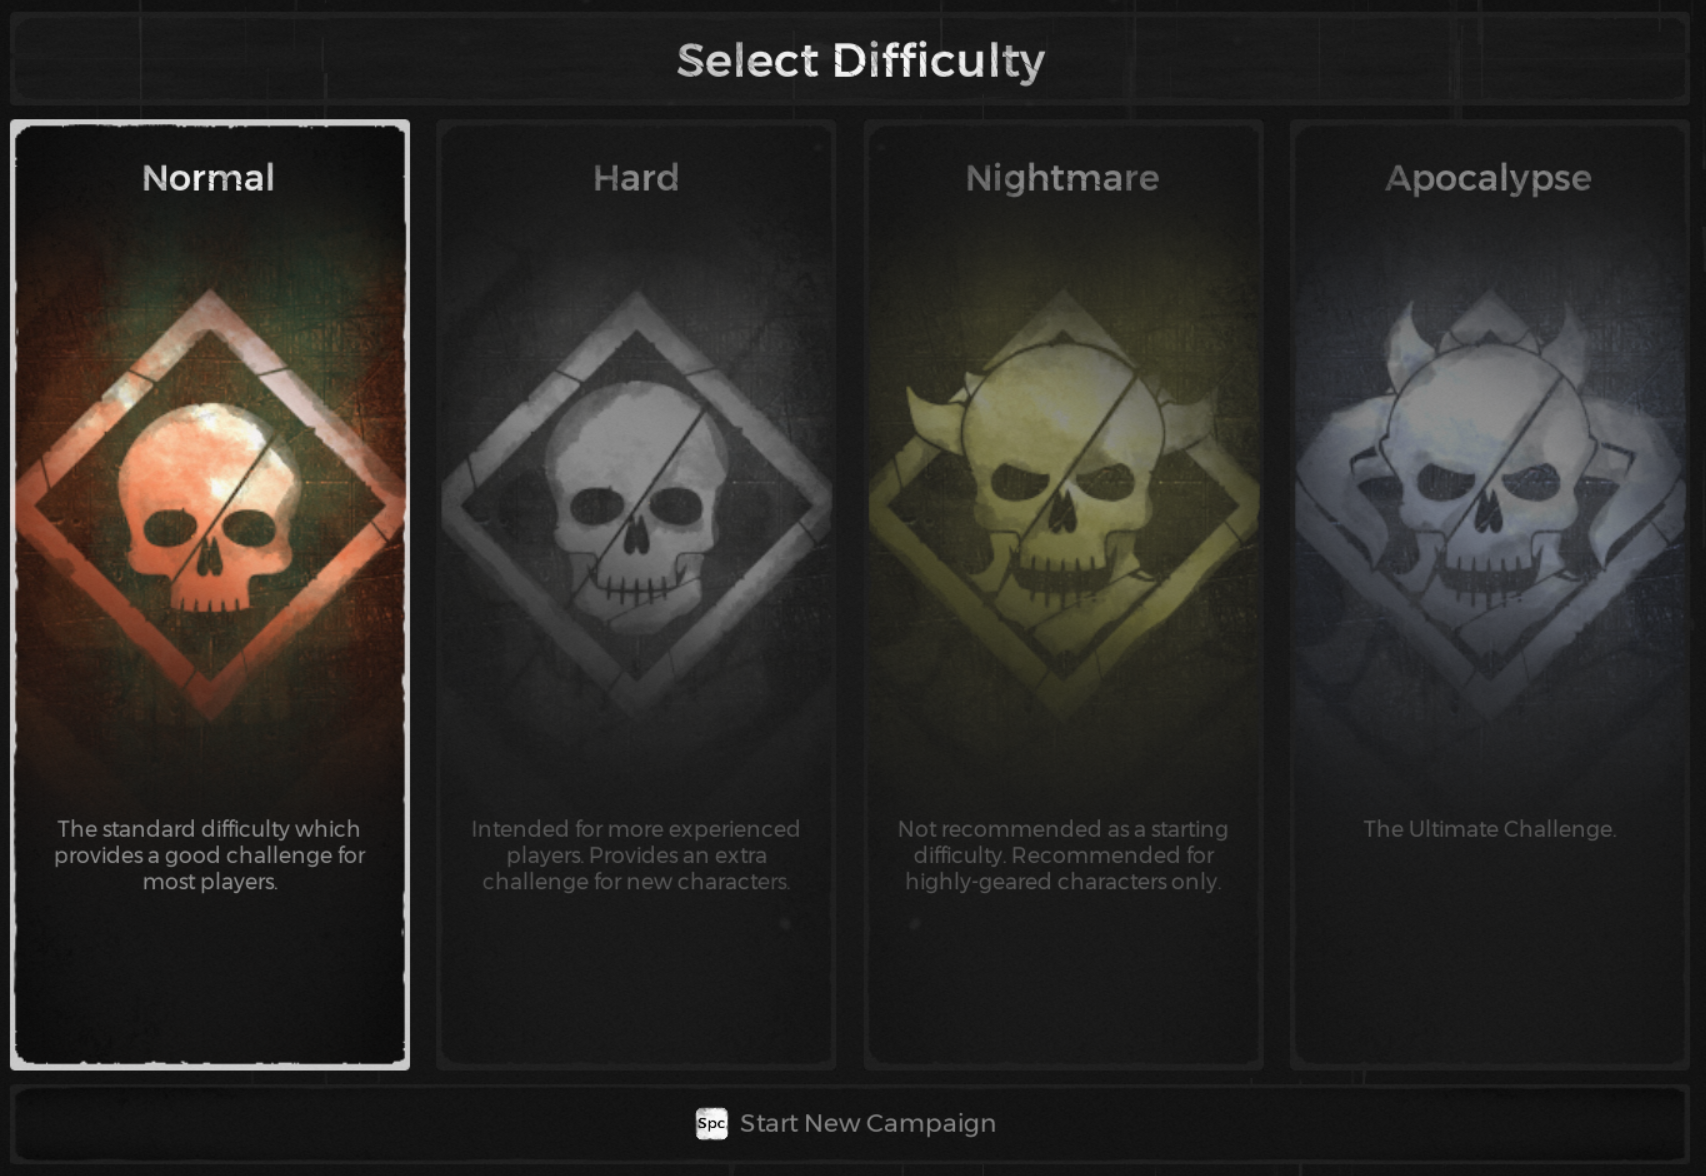 Select Difficulty
Normal
Hard
Nightmare
Apocalypse
The standard difficulty which
provides a good challenge for
most players.
Intended for more experienced
players. Provides an extra
challenge for new characters.
Not recommended as a starting
difficulty. Recommended for
highly-geared characters only.
The Ultimate Challenge.
Spc Start New Campaign